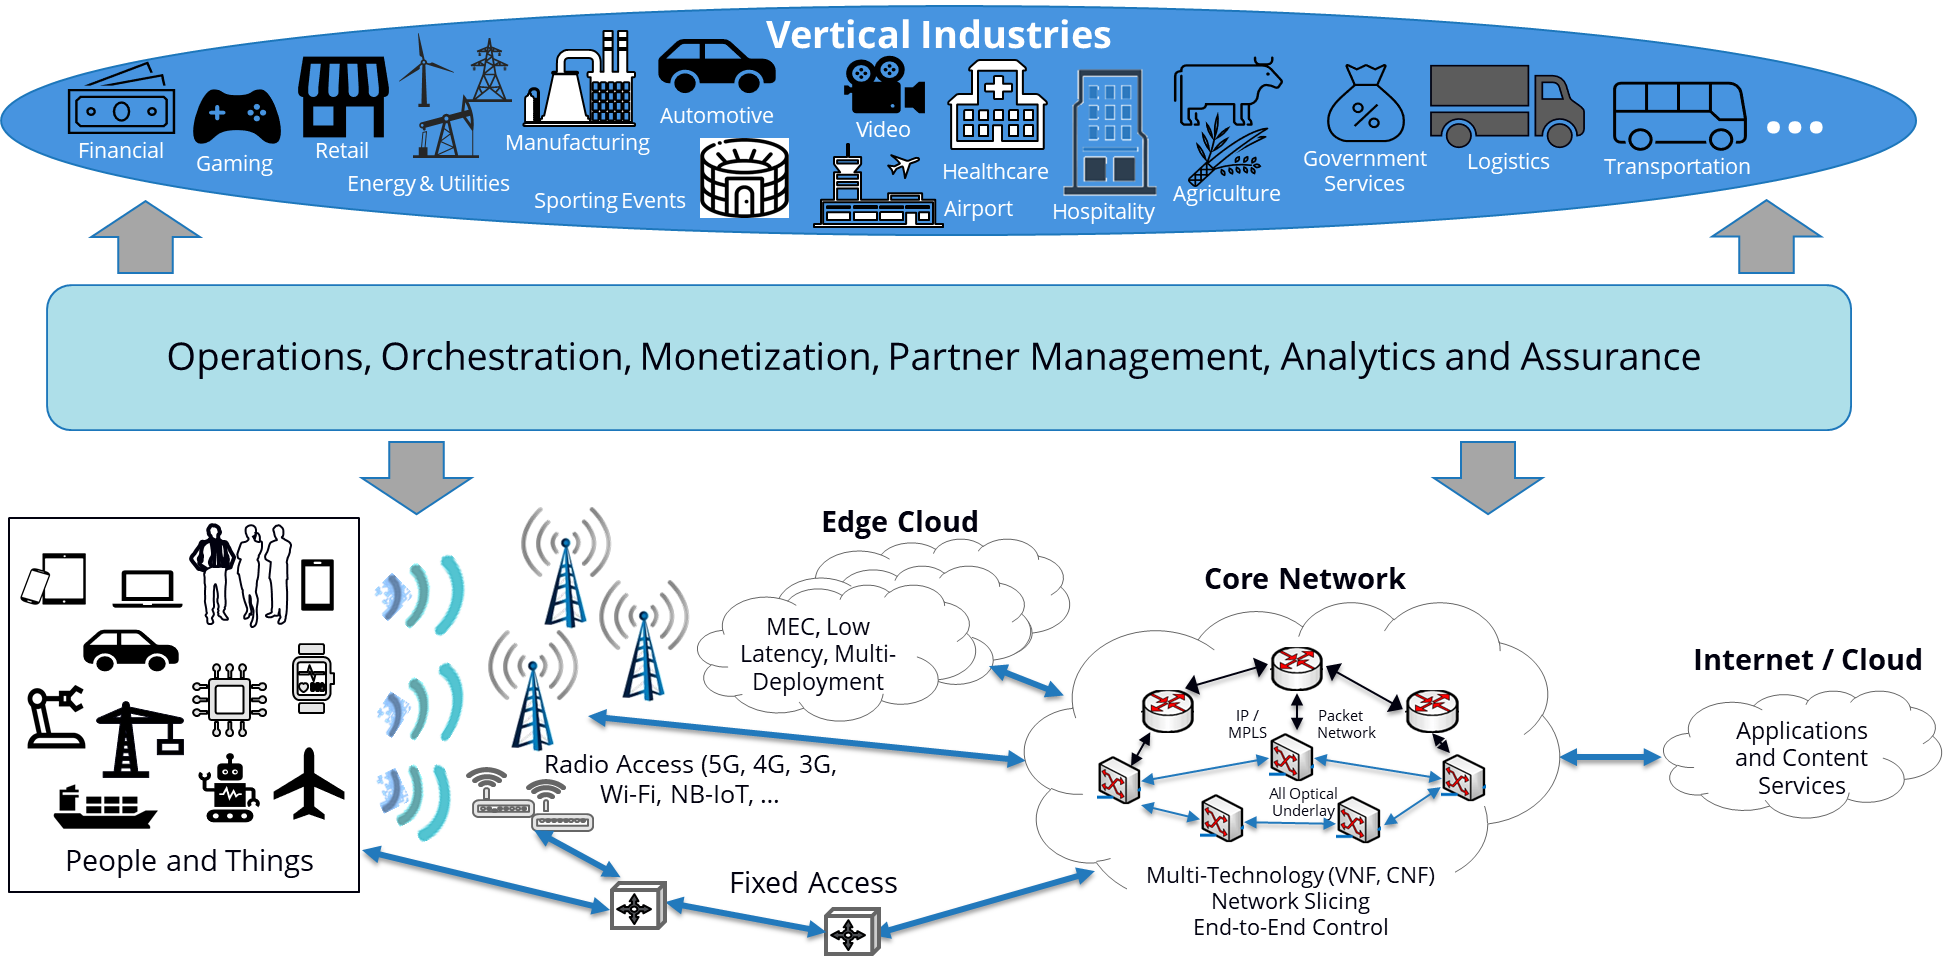 Vertical Industries
Financial
Gaming
Retail
Energy & Utilities
Manufacturing
Automotive
Sporting Events
Video
Healthcare
Airport
Hospitality
Agriculture
Government
Services
Logistics
Transportation
...
Operations, Orchestration, Monetization, Partner Management, Analytics and Assurance
People and Things
Radio Access (5G, 4G, 3G,
Wi-Fi, NB-IoT, ...
Fixed Access
Edge Cloud
MEC, Low
Latency, Multi-
Deployment
Core Network
IP /
MPLS
Packet
Network
All Optical
Underlay
Multi-Technology (VNF, CNF)
Network Slicing
End-to-End Control
Internet / Cloud
Applications
and Content
Services